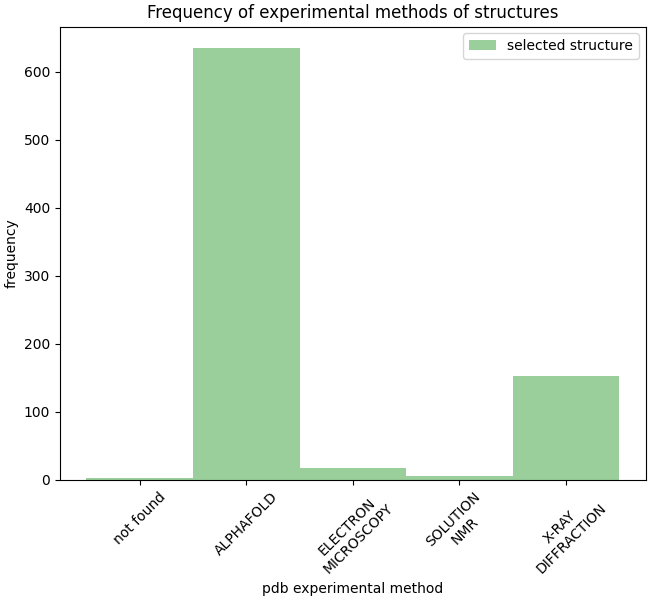 Frequency of experimental methods of structures
selected structure
600
500
400
300
200
100
0
frequency
not found
ALPHAFOLD
ELECTRON
MICROSCOPY
SOLUTION
NMR
X-RAY
DIFFRACTION
pdb experimental method